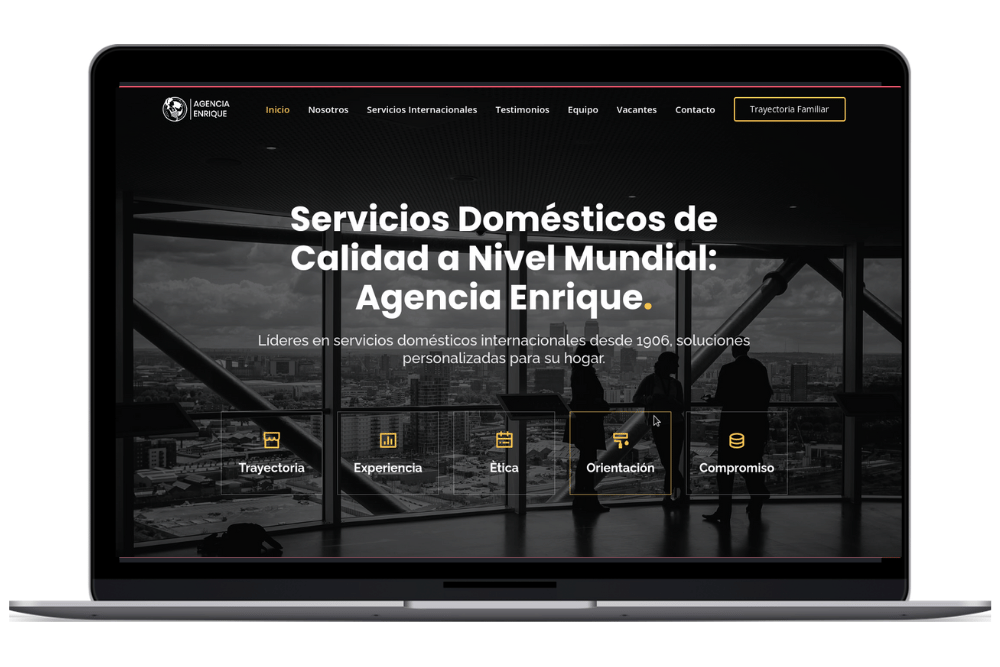 AGENCIA
ENRIQUE
Inicio Nosotros Servicios Internacionales Testimonios Equipo Vacantes Contacto Trayectoria Familiar
Servicios Domésticos de
Calidad a Nivel Mundial:
Agencia Enrique.
Líderes en servicios domésticos internacionales desde 1906, soluciones
personalizadas para su hogar.
Trayectoria Experiencia Ètica Orientación Compromiso